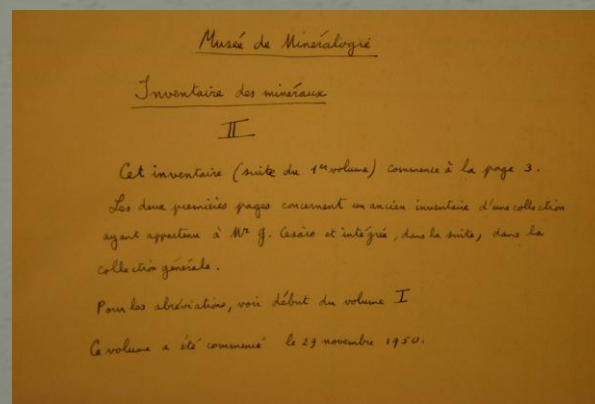 Musée de Minéralogie
Inventaire des minéraux
II
Cet inventaire (suite du 1er volume) commence à la page 3.
Les deux premières pages concernent un ancien inventaire d'une collection
ayant appartenu à Mr G. Cesàro et intégrée, dans la suite, dans la
collection générale.
Pour les abréviations, voir début du volume I
Ce volume a été commencé le 29 novembre 1950.